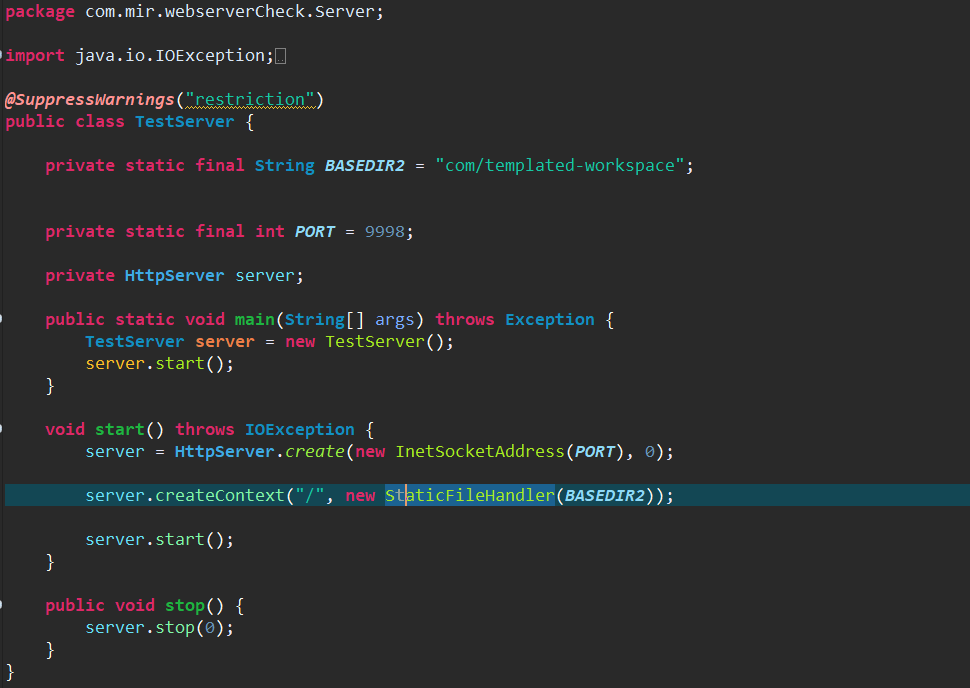 package com.mir.webserverCheck.Server;
import java.io.IOException;
@SuppressWarnings("restriction")
public class TestServer {
private static final String BASEDIR2 = "com/templated-workspace";
private static final int PORT = 9998;
private HttpServer server;
public static void main(String[] args) throws Exception {
TestServer server = new TestServer();
server.start();
}
void start() throws IOException {
server = HttpServer.create(new InetSocketAddress(PORT), 0);
server.createContext("/", new StaticFileHandler(BASEDIR2));
server.start();
}
public void stop() {
server.stop(0);
}
}